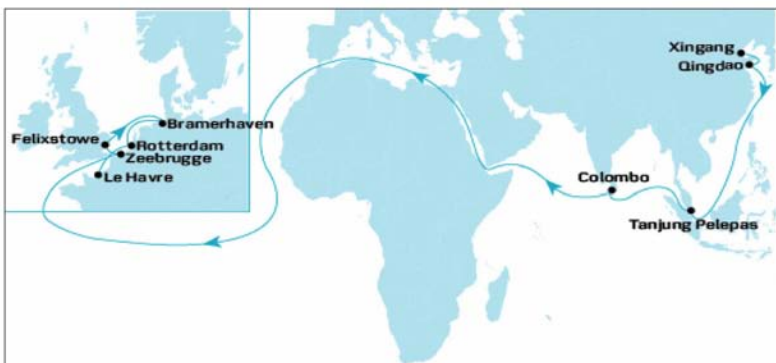 Xingang
Qingdao
Bramerhaven
Felixstowe
Rotterdam
Zeebrugge
Le Havre
Colombo
Tanjung Pelepas